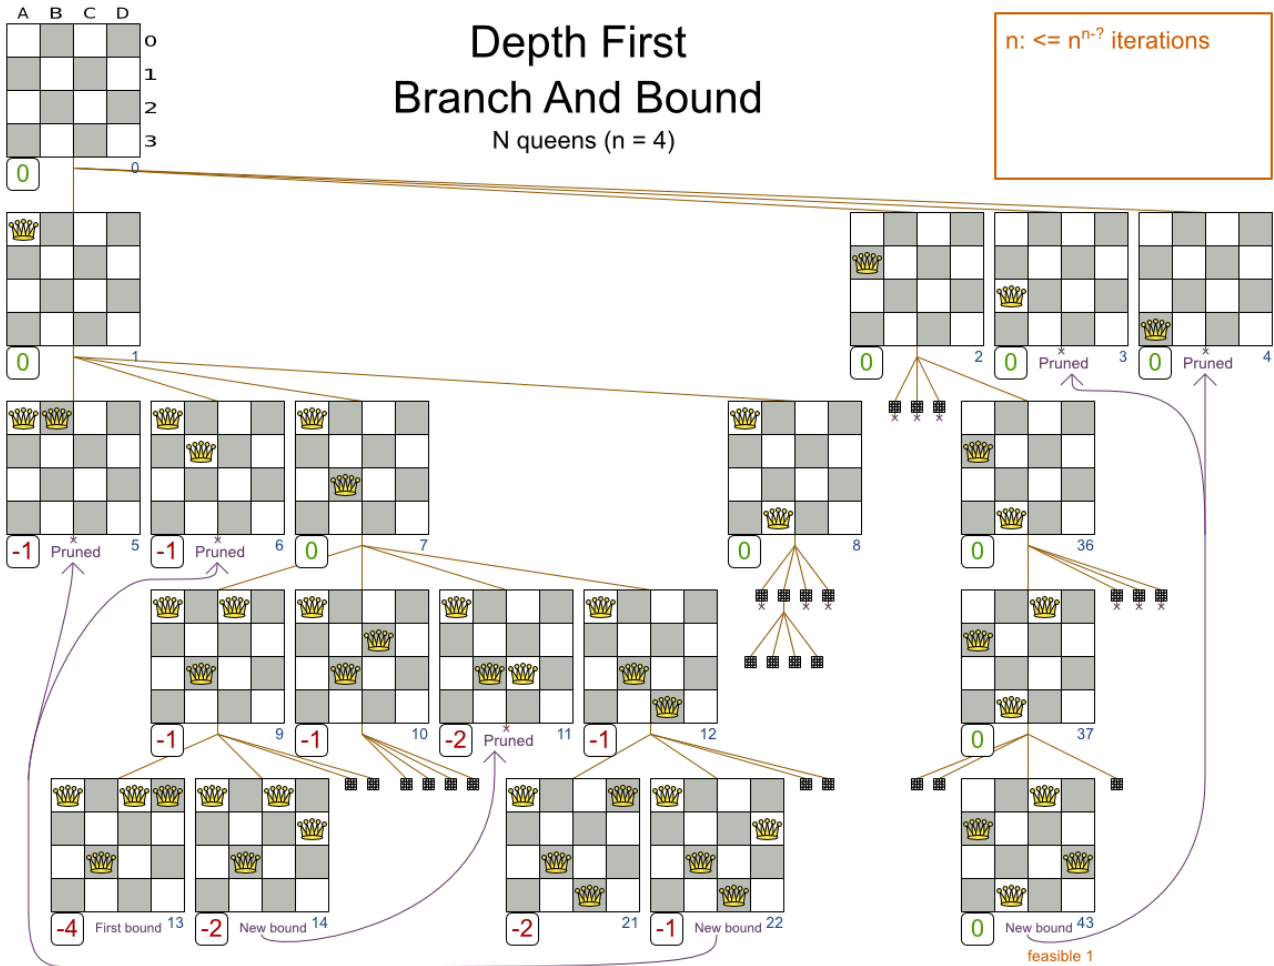 A B C D
Depth First
Branch And Bound
N queens (n = 4)
n: <= n^n-? iterations
0
1
2
3
0 0
0 1
0 2
0 Pruned 3
0 Pruned 4
-1 Pruned 5
-1 Pruned 6
0 7
0 8
0 36
-1 9
-1 10
-2 Pruned 11
-1 12
0 37
-4 First bound 13
-2 New bound 14
-2 21
-1 New bound 22
0 New bound 43
feasible 1